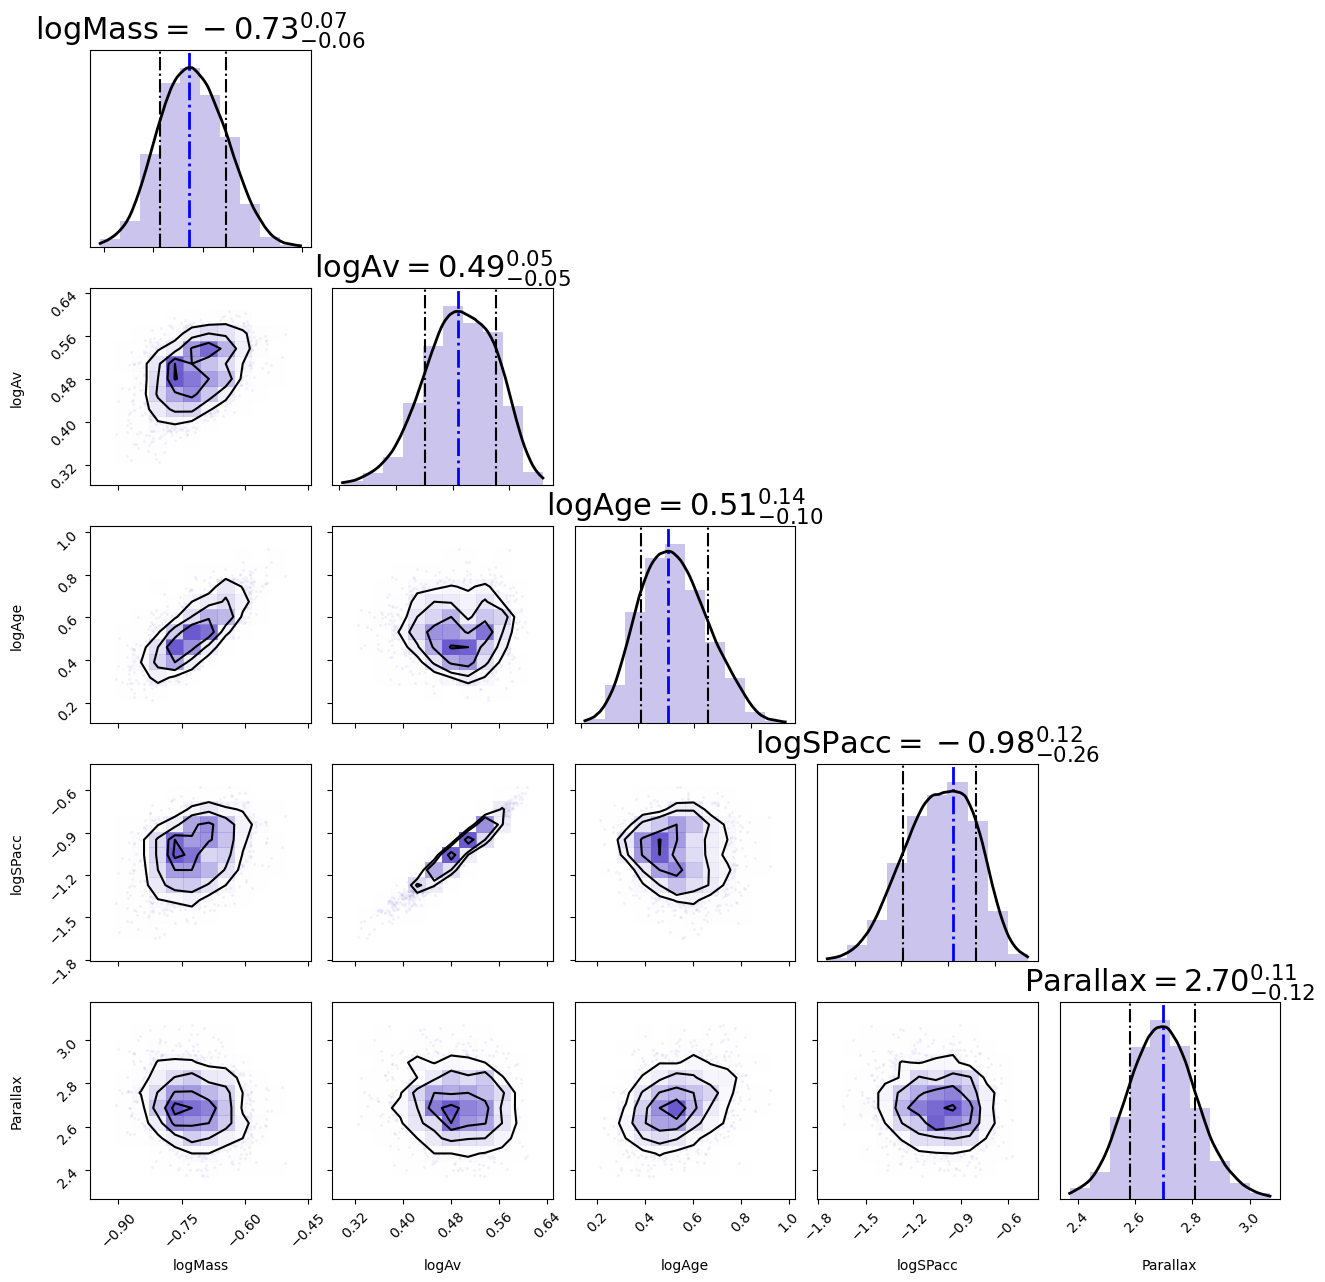 logMass = −0.73^{0.07}_{−0.06}
logAv = 0.49^{0.05}_{−0.05}
0.64
0.56
0.48
0.40
0.32
logAv
logAge = 0.51^{0.14}_{−0.10}
1.0
0.8
0.6
0.4
0.2
logAge
logSPacc = −0.98^{0.12}_{−0.26}
−0.6
−0.9
−1.2
−1.5
−1.8
logSPacc
Parallax = 2.70^{0.11}_{−0.12}
3.0
2.8
2.6
2.4
Parallax
−0.90 −0.75 −0.60 −0.45 0.32 0.40 0.48 0.56 0.64 0.2 0.4 0.6 0.8 1.0 −1.8 −1.5 −1.2 −0.9 −0.6 2.4 2.6 2.8 3.0
logMass logAv logAge logSPacc Parallax